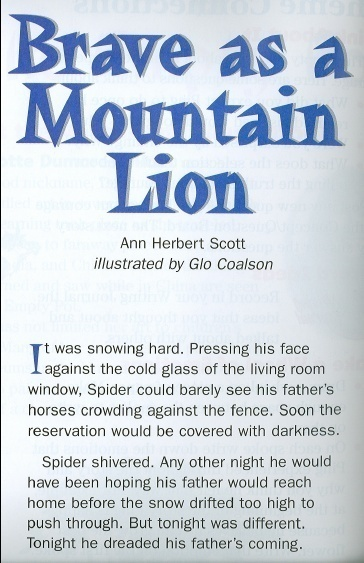 Brave as a
Mountain
Lion
Ann Herbert Scott
illustrated by Glo Coalson
It was snowing hard. Pressing his face
against the cold glass of the living room
window, Spider could barely see his father's
horses crowding against the fence. Soon the
reservation would be covered with darkness.
Spider shivered. Any other night he would
have been hoping his father would reach
home before the snow drifted too high to
push through. But tonight was different.
Tonight he dreaded his father's coming.